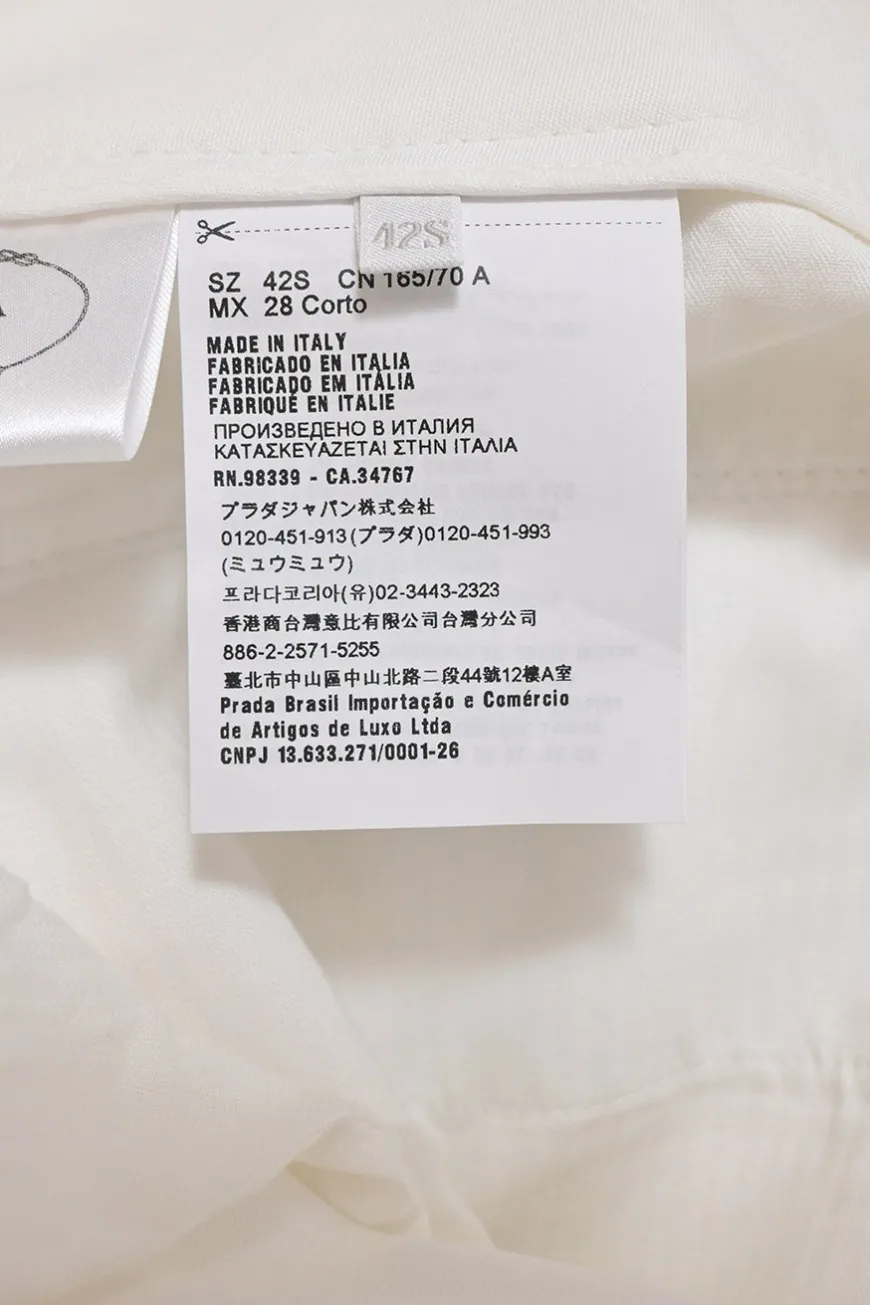 42S
SZ 42S CN 165/70 A
MX 28 Corto
MADE IN ITALY
FABRICADO EN ITALIA
FABRICADO EM ITÁLIA
FABRIQUÉ EN ITALIE
ПРОИЗВЕДЕНО В ИТАЛИЯ
ΚΑΤΑΣΚΕΥΑΖΕΤΑΙ ΣΤΗΝ ΙΤΑΛΙΑ
RN.98339 - CA.34767
プラダジャパン株式会社
0120-451-913(プラダ)0120-451-993
(ミュウミュウ)
프라다코리아(유)02-3443-2323
香港商台灣意比有限公司台灣分公司
886-2-2571-5255
臺北市中山區中山北路二段44號12樓A室
Prada Brasil Importação e Comércio
de Artigos de Luxo Ltda
CNPJ 13.633.271/0001-26